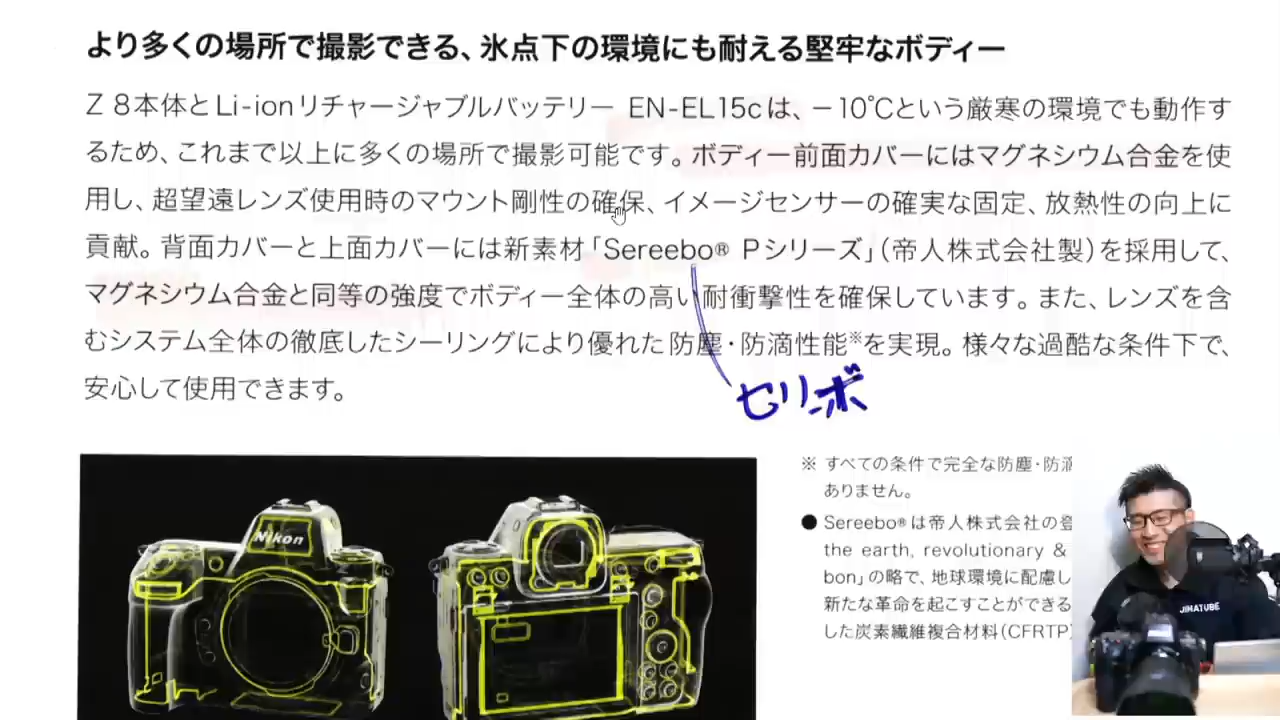 より多くの場所で撮影できる、氷点下の環境にも耐える堅牢なボディー
Z 8本体とLi-ionリチャージャブルバッテリー EN-EL15cは、－10℃という厳寒の環境でも動作す
るため、これまで以上に多くの場所で撮影可能です。ボディー前面カバーにはマグネシウム合金を使
用し、超望遠レンズ使用時のマウント剛性の確保、イメージセンサーの確実な固定、放熱性の向上に
貢献。背面カバーと上面カバーには新素材「Sereebo® Pシリーズ」（帝人株式会社製）を採用して、
マグネシウム合金と同等の強度でボディー全体の高い耐衝撃性を確保しています。また、レンズを含
むシステム全体の徹底したシーリングにより優れた防塵・防滴性能※を実現。様々な過酷な条件下で、
安心して使用できます。
セリーボ
※ すべての条件で完全な防塵・防滴
ありません。
● Sereebo®は帝人株式会社の登
the earth, revolutionary &
bon」の略で、地球環境に配慮し
新たな革命を起こすことができる
した炭素繊維複合材料（CFRTP）
Nikon
JINATUBE